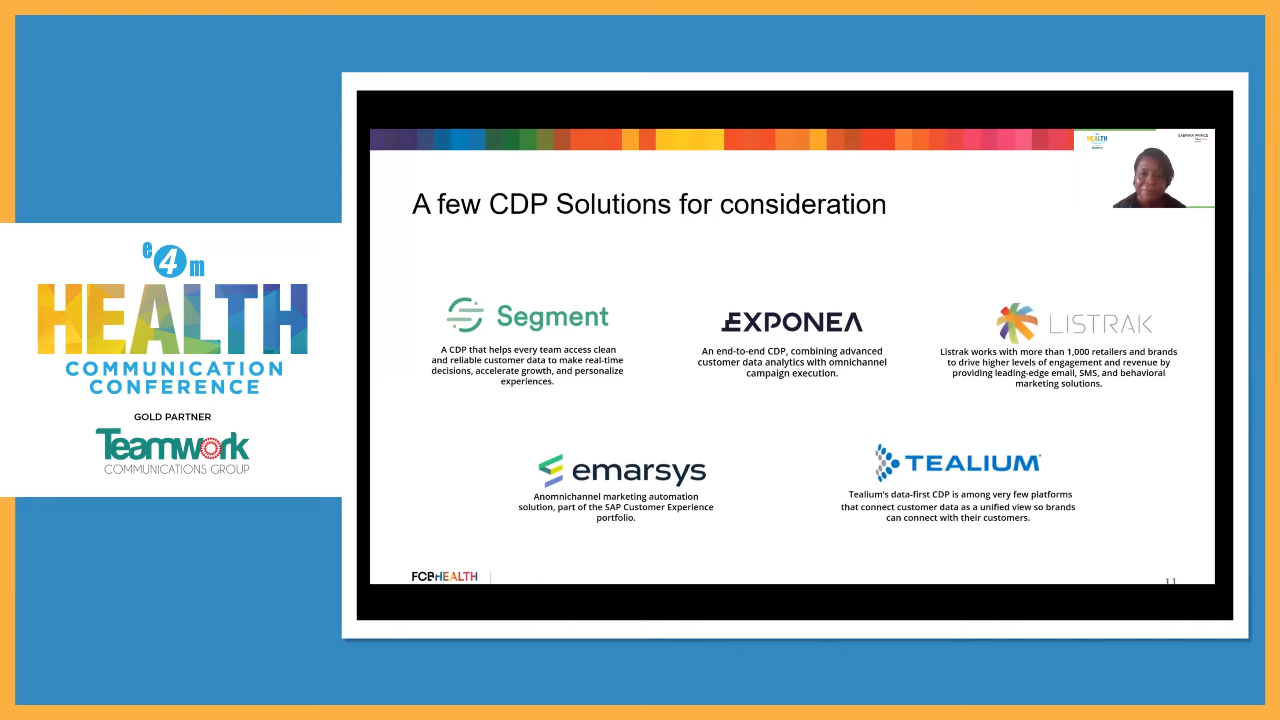 e4m
HEALTH
COMMUNICATION
CONFERENCE
GOLD PARTNER
Teamwork
COMMUNICATIONS GROUP
HEALTH
SABRINA PRINCE
A few CDP Solutions for consideration
Segment
A CDP that helps every team access clean
and reliable customer data to make real-time
decisions, accelerate growth, and personalize
experiences.
EXPONEA
An end-to-end CDP, combining advanced
customer data analytics with omnichannel
campaign execution.
LISTRAK
Listrak works with more than 1,000 retailers and brands
to drive higher levels of engagement and revenue by
providing leading-edge email, SMS, and behavioral
marketing solutions.
emarsys
Anomnichannel marketing automation
solution, part of the SAP Customer Experience
portfolio.
TEALIUM
Tealium's data-first CDP is among very few platforms
that connect customer data as a unified view so brands
can connect with their customers.
FCBHEALTH
11